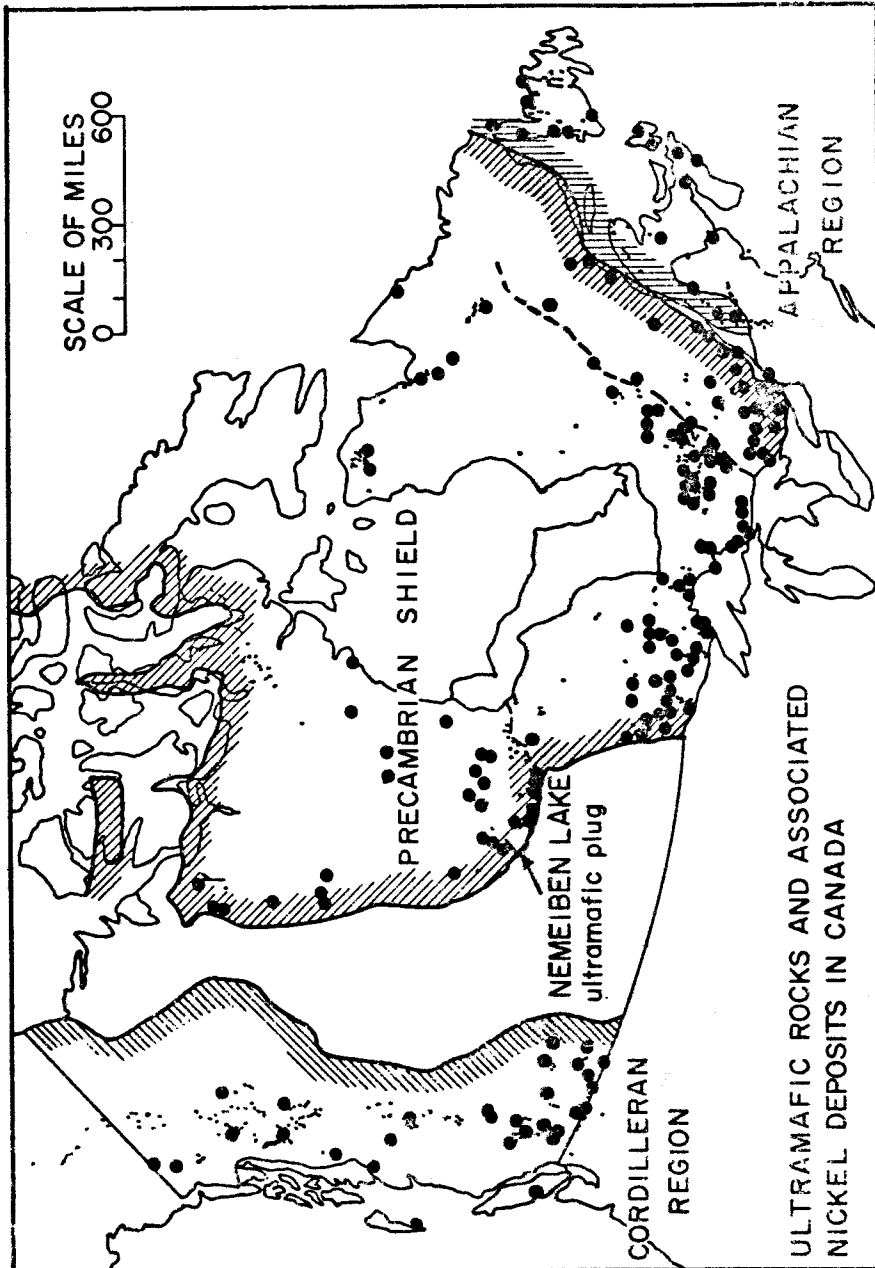 SCALE OF MILES
0 300 600
PRECAMBRIAN SHIELD
APPALACHIAN
REGION
NEMEIBEN LAKE
ultramafic plug
CORDILLERAN
REGION
ULTRAMAFIC ROCKS AND ASSOCIATED
NICKEL DEPOSITS IN CANADA